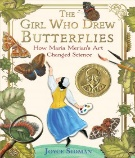 THE
GIRL WHO DREW
BUTTERFLIES
How Maria Merian's Art
Changed Science
JOYCE SIDMAN